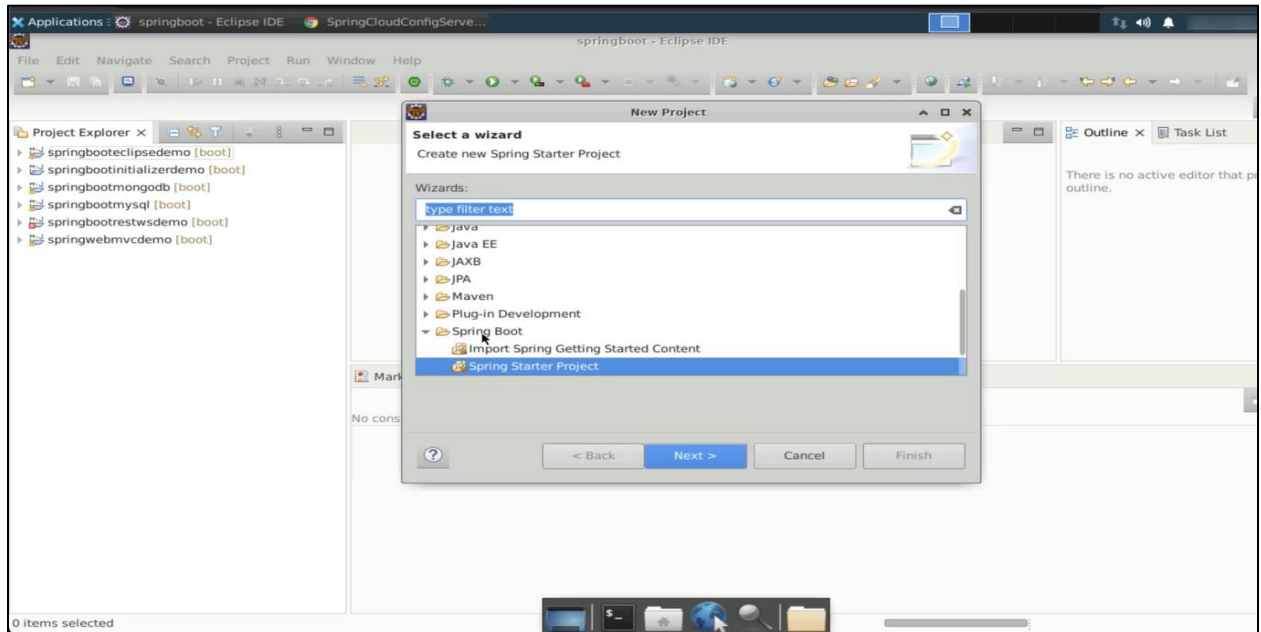 Applications springboot - Eclipse IDE SpringCloudConfigServe...
springboot - Eclipse IDE
File Edit Navigate Search Project Run Window Help
New Project
Project Explorer
Select a wizard
Outline Task List
springbooteclipsedemo [boot]
Create new Spring Starter Project
springbootinitializerdemo [boot]
There is no active editor that
springbootmongodb [boot]
Wizards:
outline.
springbootmysql [boot]
type filter text
springbootrestwsdemo [boot]
Java
springwebmvcdemo [boot]
Java EE
JAXB
JPA
Maven
Plug-in Development
Spring Boot
Import Spring Getting Started Content
Spring Starter Project
Mark
No cons
? < Back Next > Cancel Finish
$_
0 items selected